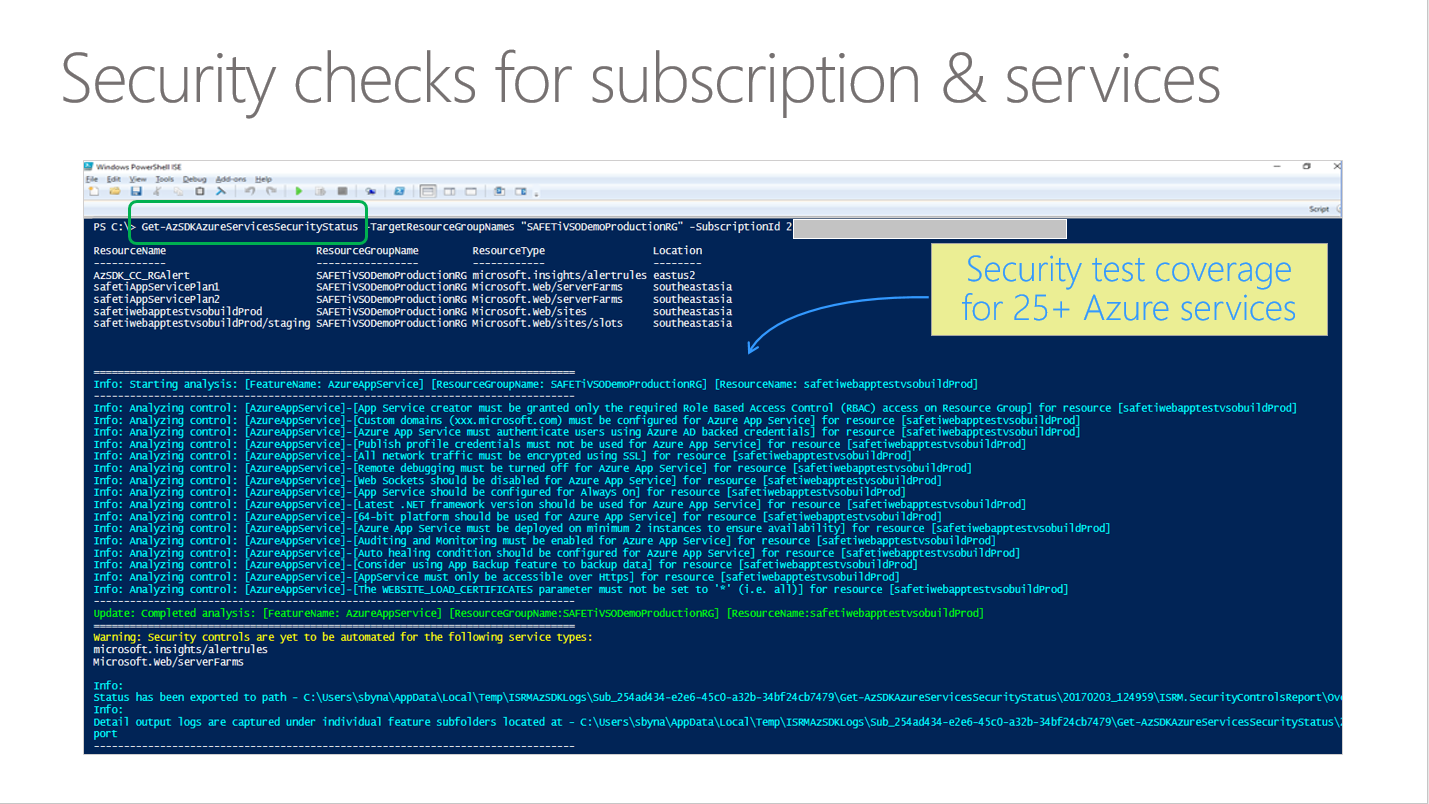 Security checks for subscription & services
Windows PowerShell ISE
File Edit View Tools Debug Add-ons Help
Script
PS C:\> Get-AzSDKAzureServicesSecurityStatus -TargetResourceGroupNames "SAFETiVSODemoProductionRG" -SubscriptionId 2
ResourceName ResourceGroupName ResourceType Location
------------ ----------------- ------------ --------
AzSDK_CC_RGAlert SAFETiVSODemoProductionRG microsoft.insights/alertrules eastus2
safetiAppServicePlan1 SAFETiVSODemoProductionRG Microsoft.Web/serverFarms southeastasia
safetiAppServicePlan2 SAFETiVSODemoProductionRG Microsoft.Web/serverFarms southeastasia
safetiwebapptestvsobuildProd SAFETiVSODemoProductionRG Microsoft.Web/sites southeastasia
safetiwebapptestvsobuildProd/staging SAFETiVSODemoProductionRG Microsoft.Web/sites/slots southeastasia
Security test coverage
for 25+ Azure services
================================================================================
Info: Starting analysis: [FeatureName: AzureAppService] [ResourceGroupName: SAFETiVSODemoProductionRG] [ResourceName: safetiwebapptestvsobuildProd]
--------------------------------------------------------------------------------
Info: Analyzing control: [AzureAppService]-[App Service creator must be granted only the required Role Based Access Control (RBAC) access on Resource Group] for resource [safetiwebapptestvsobuildProd]
Info: Analyzing control: [AzureAppService]-[Custom domains (xxx.microsoft.com) must be configured for Azure App Service] for resource [safetiwebapptestvsobuildProd]
Info: Analyzing control: [AzureAppService]-[Azure App Service must authenticate users using Azure AD backed credentials] for resource [safetiwebapptestvsobuildProd]
Info: Analyzing control: [AzureAppService]-[Publish profile credentials must not be used for Azure App Service] for resource [safetiwebapptestvsobuildProd]
Info: Analyzing control: [AzureAppService]-[All network traffic must be encrypted using SSL] for resource [safetiwebapptestvsobuildProd]
Info: Analyzing control: [AzureAppService]-[Remote debugging must be turned off for Azure App Service] for resource [safetiwebapptestvsobuildProd]
Info: Analyzing control: [AzureAppService]-[Web Sockets should be disabled for Azure App Service] for resource [safetiwebapptestvsobuildProd]
Info: Analyzing control: [AzureAppService]-[App Service should be configured for Always On] for resource [safetiwebapptestvsobuildProd]
Info: Analyzing control: [AzureAppService]-[Latest .NET framework version should be used for Azure App Service] for resource [safetiwebapptestvsobuildProd]
Info: Analyzing control: [AzureAppService]-[64-bit platform should be used for Azure App Service] for resource [safetiwebapptestvsobuildProd]
Info: Analyzing control: [AzureAppService]-[Azure App Service must be deployed on minimum 2 instances to ensure availability] for resource [safetiwebapptestvsobuildProd]
Info: Analyzing control: [AzureAppService]-[Auditing and Monitoring must be enabled for Azure App Service] for resource [safetiwebapptestvsobuildProd]
Info: Analyzing control: [AzureAppService]-[Auto healing condition should be configured for Azure App Service] for resource [safetiwebapptestvsobuildProd]
Info: Analyzing control: [AzureAppService]-[Consider using App Backup feature to backup data] for resource [safetiwebapptestvsobuildProd]
Info: Analyzing control: [AzureAppService]-[AppService must only be accessible over Https] for resource [safetiwebapptestvsobuildProd]
Info: Analyzing control: [AzureAppService]-[The WEBSITE_LOAD_CERTIFICATES parameter must not be set to '*' (i.e. all)] for resource [safetiwebapptestvsobuildProd]
--------------------------------------------------------------------------------
Update: Completed analysis: [FeatureName: AzureAppService] [ResourceGroupName:SAFETiVSODemoProductionRG] [ResourceName:safetiwebapptestvsobuildProd]
================================================================================
Warning: Security controls are yet to be automated for the following service types:
microsoft.insights/alertrules
Microsoft.Web/serverFarms
Info:
Status has been exported to path - C:\Users\sbyna\AppData\Local\Temp\ISRMAzSDKLogs\Sub_254ad434-e2e6-45c0-a32b-34bf24cb7479\Get-AzSDKAzureServicesSecurityStatus\20170203_124959\ISRM.SecurityControlsReport\Ov
Info:
Detail output logs are captured under individual feature subfolders located at - C:\Users\sbyna\AppData\Local\Temp\ISRMAzSDKLogs\Sub_254ad434-e2e6-45c0-a32b-34bf24cb7479\Get-AzSDKAzureServicesSecurityStatus\
port
--------------------------------------------------------------------------------